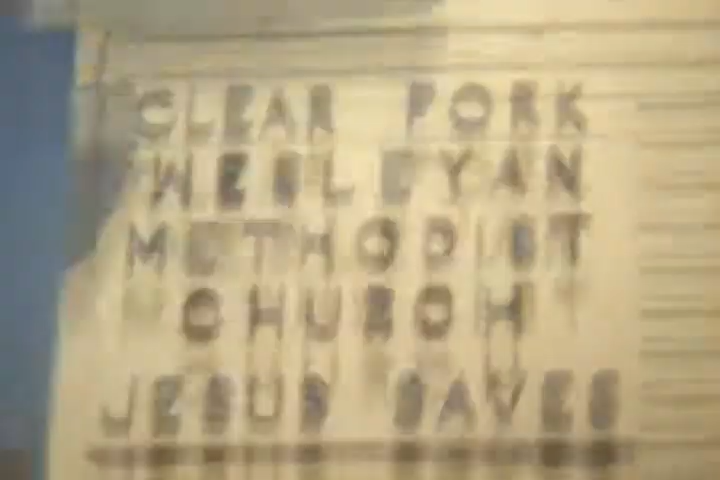 CLEAR FORK
WESLEYAN
METHODIST
CHURCH
JESUS SAVES